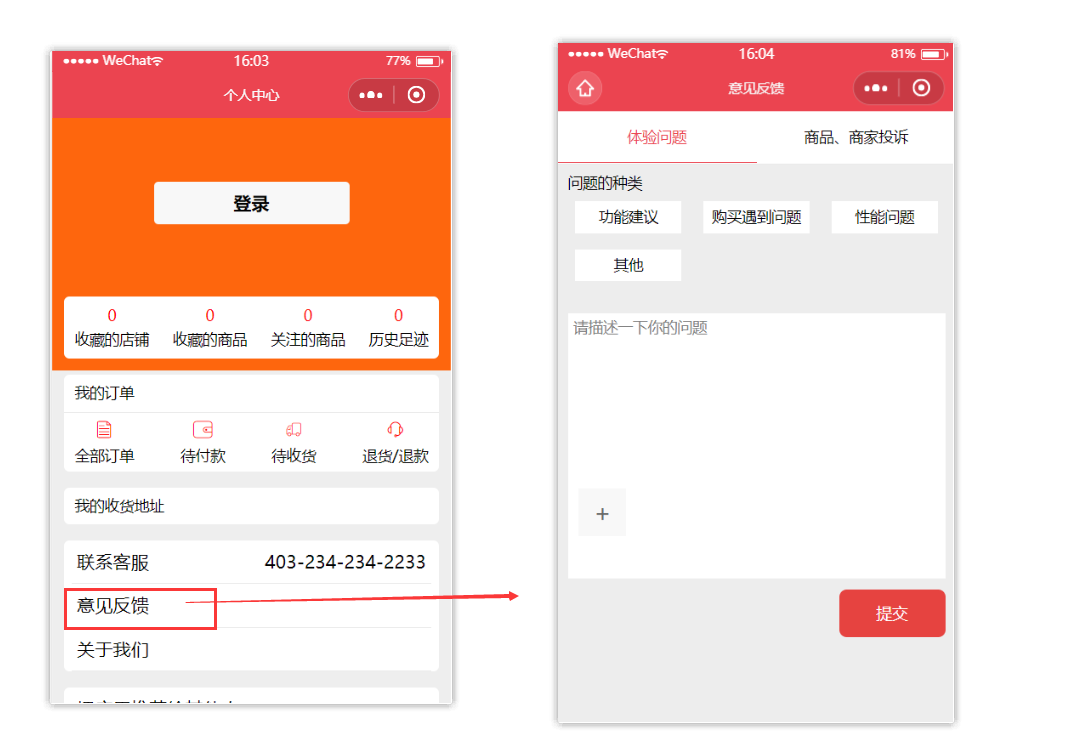 WeChat 16:03 77%
个人中心
登录
0 0 0 0
收藏的店铺 收藏的商品 关注的商品 历史足迹
我的订单
全部订单 待付款 待收货 退货/退款
我的收货地址
联系客服 403-234-234-2233
意见反馈
关于我们
WeChat 16:04 81%
意见反馈
体验问题 商品、商家投诉
问题的种类
功能建议 购买遇到问题 性能问题
其他
请描述一下你的问题
+
提交